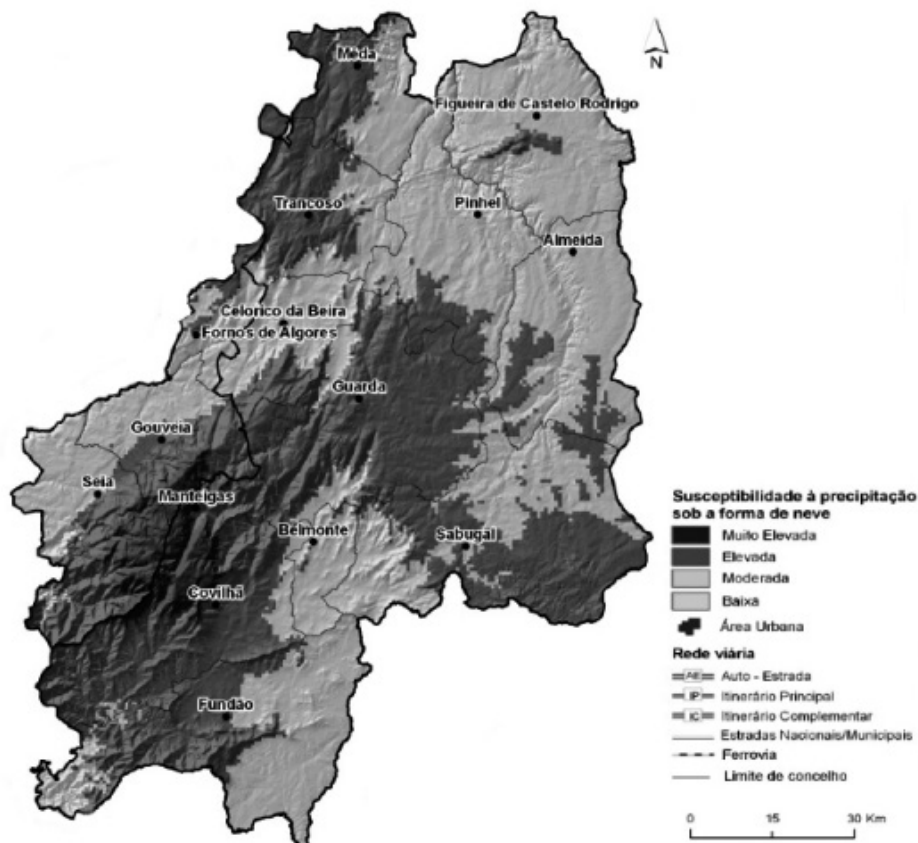 Mêda
N
Figueira de Castelo Rodrigo
Trancoso
Pinhel
Almeida
Celorico da Beira
Fornos de Algores
Guarda
Gouveia
Seia
Manteigas
Belmonte
Sabugal
Covilhã
Fundão
Susceptibilidade à precipitação
sob a forma de neve
Muito Elevada
Elevada
Moderada
Baixa
Área Urbana
Rede viária
AE Auto - Estrada
IP Itinerário Principal
IC Itinerário Complementar
Estradas Nacionais/Municipais
Ferrovia
Limite de concelho
0 15 30 Km